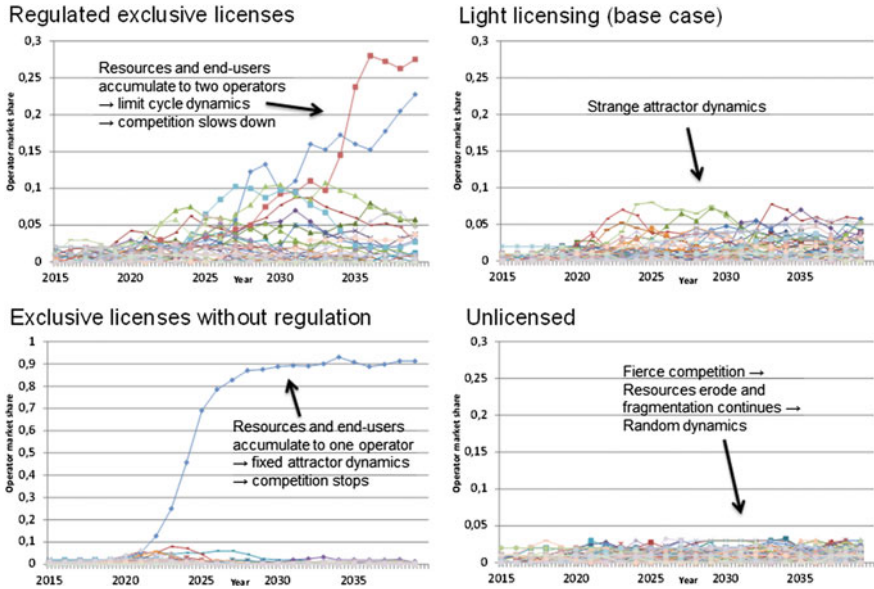 Regulated exclusive licenses
Operator market share
0,3
0,25
0,2
0,15
0,1
0,05
0
Resources and end-users
accumulate to two operators
→ limit cycle dynamics
→ competition slows down
2015 2020 2025 2030 2035
Year
Light licensing (base case)
Operator market share
0,3
0,25
0,2
0,15
0,1
0,05
0
Strange attractor dynamics
2015 2020 2025 2030 2035
Year
Exclusive licenses without regulation
Operator market share
1
0,9
0,8
0,7
0,6
0,5
0,4
0,3
0,2
0,1
0
Resources and end-users
accumulate to one operator
→ fixed attractor dynamics
→ competition stops
2015 2020 2025 2030 2035
Year
Unlicensed
Operator market share
0,3
0,25
0,2
0,15
0,1
0,05
0
Fierce competition →
Resources erode and
fragmentation continues →
Random dynamics
2015 2020 2025 2030 2035
Year